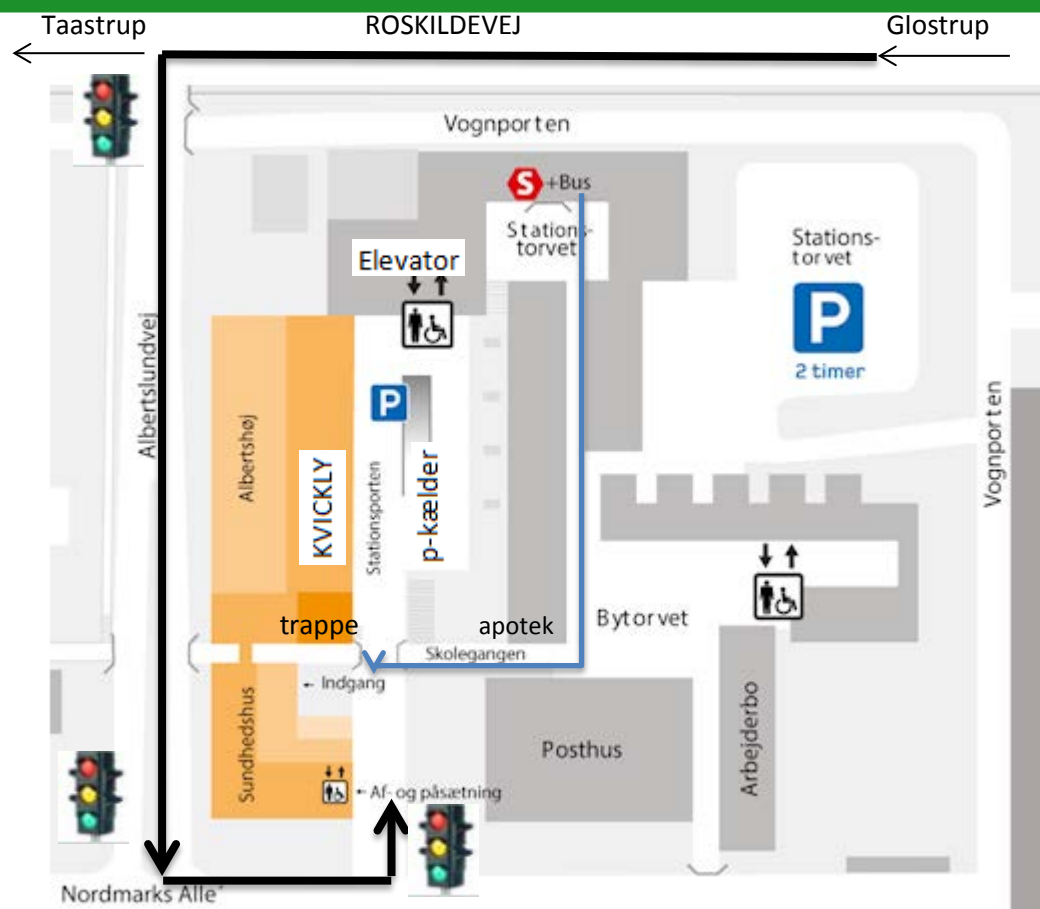 Taastrup
ROSKILDEVEJ
Glostrup
Vognporten
S +Bus
Stations-
torvet
Elevator
Stations-
torvet
P
2 timer
Albertslundvej
Albertshøj
KVICKLY
Stationsporten
P
p-kælder
Vognporten
trappe
apotek
Bytorvet
Skolegangen
← Indgang
Sundhedshus
Posthus
Arbejderbo
← Af- og påsætning
Nordmarks Alle´